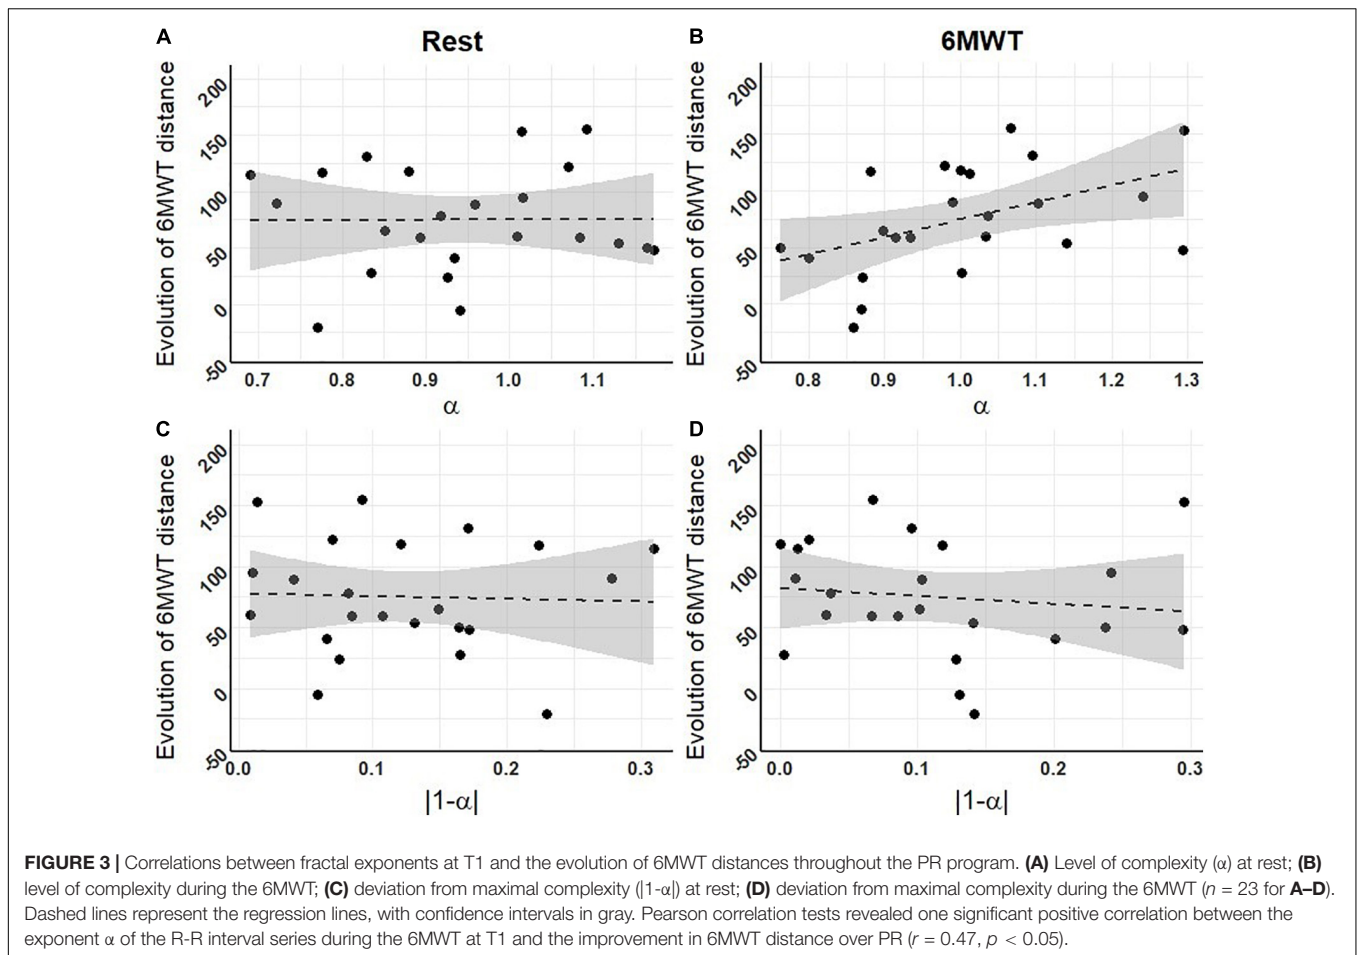 A
Rest
B
6MWT
Evolution of 6MWT distance
200
150
100
50
0
-50
0.7 0.8 0.9 1.0 1.1
α
Evolution of 6MWT distance
200
150
100
50
0
-50
0.8 0.9 1.0 1.1 1.2 1.3
α
C
Evolution of 6MWT distance
200
150
100
50
0
-50
0.0 0.1 0.2 0.3
|1-α|
D
Evolution of 6MWT distance
200
150
100
50
0
-50
0.0 0.1 0.2 0.3
|1-α|
FIGURE 3 | Correlations between fractal exponents at T1 and the evolution of 6MWT distances throughout the PR program. (A) Level of complexity (α) at rest; (B)
level of complexity during the 6MWT; (C) deviation from maximal complexity (|1-α|) at rest; (D) deviation from maximal complexity during the 6MWT (n = 23 for A–D).
Dashed lines represent the regression lines, with confidence intervals in gray. Pearson correlation tests revealed one significant positive correlation between the
exponent α of the R-R interval series during the 6MWT at T1 and the improvement in 6MWT distance over PR (r = 0.47, p < 0.05).